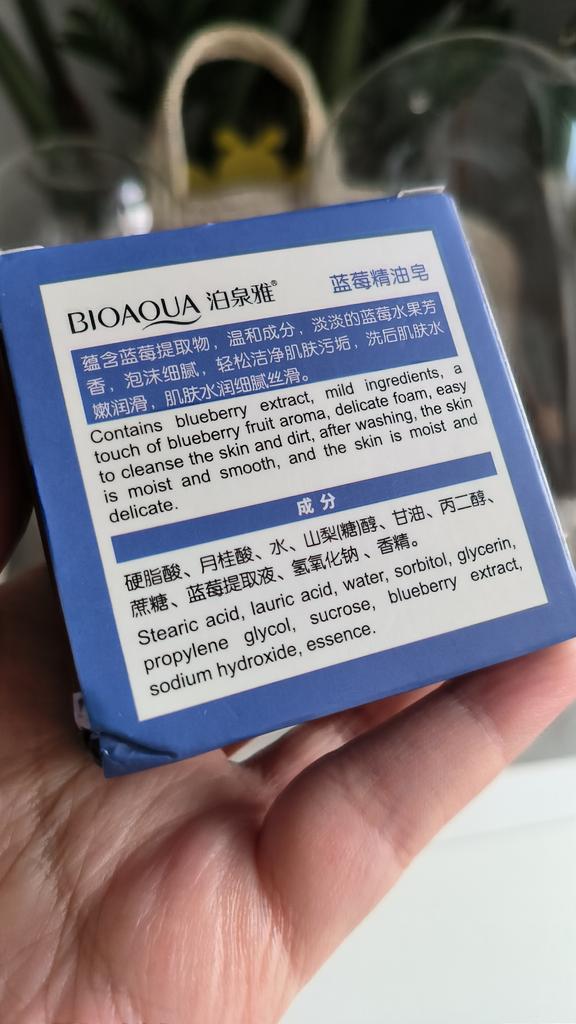 BIOAQUA 泊泉雅®
蓝莓精油皂
蕴含蓝莓提取物，温和成分，淡淡的蓝莓水果芳
香，泡沫细腻，轻松洁净肌肤污垢，洗后肌肤水
嫩润滑，肌肤水润细腻丝滑。
Contains blueberry extract, mild ingredients, a
touch of blueberry fruit aroma, delicate foam, easy
to cleanse the skin and dirt, after washing, the skin
is moist and smooth, and the skin is moist and
delicate.
成分
硬脂酸、月桂酸、水、山梨(糖)醇、甘油、丙二醇、
蔗糖、蓝莓提取液、氢氧化钠、香精。
Stearic acid, lauric acid, water, sorbitol, glycerin,
propylene glycol, sucrose, blueberry extract,
sodium hydroxide, essence.